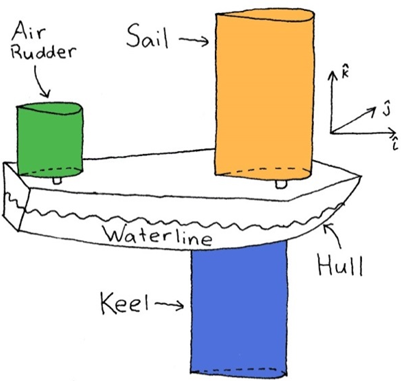 Air
Rudder
Sail
k̂
ĵ
î
Waterline
Hull
Keel